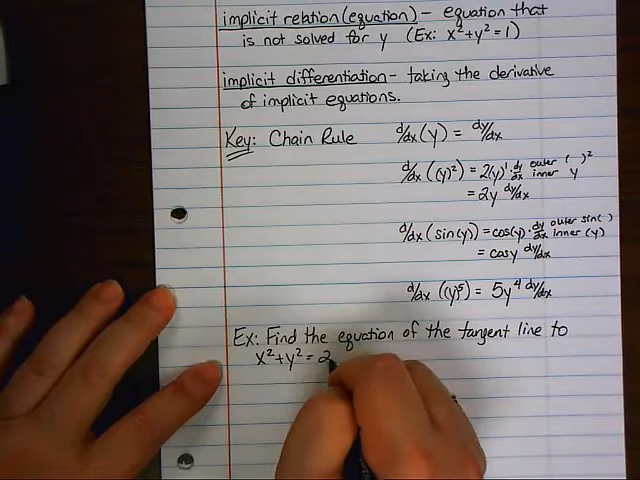 implicit relation (equation) - equation that
is not solved for y (Ex: x²+y²=1)
implicit differentiation - taking the derivative
of implicit equations.
Key: Chain Rule d/dx (y) = dy/dx
d/dx ((y)²) = 2(y)¹ · dy/dx outer ( )² inner y
= 2y dy/dx
d/dx (sin(y)) = cos(y) · dy/dx outer sin( ) inner (y)
= cosy dy/dx
d/dx ((y)⁵) = 5y⁴ dy/dx
Ex: Find the equation of the tangent line to
x²+y² = 2